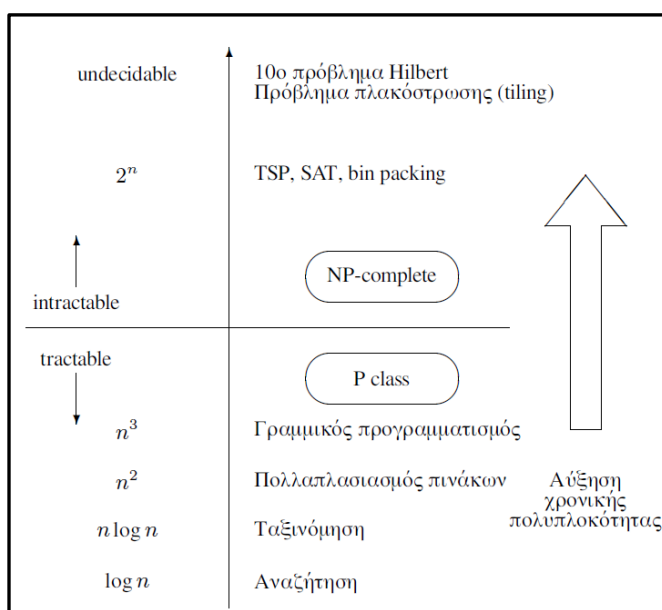 undecidable
10ο πρόβλημα Hilbert
Πρόβλημα πλακόστρωσης (tiling)
2^n
TSP, SAT, bin packing
NP-complete
intractable
tractable
P class
n^3
Γραμμικός προγραμματισμός
n^2
Πολλαπλασιασμός πινάκων
Αύξηση
χρονικής
πολυπλοκότητας
n log n
Ταξινόμηση
log n
Αναζήτηση